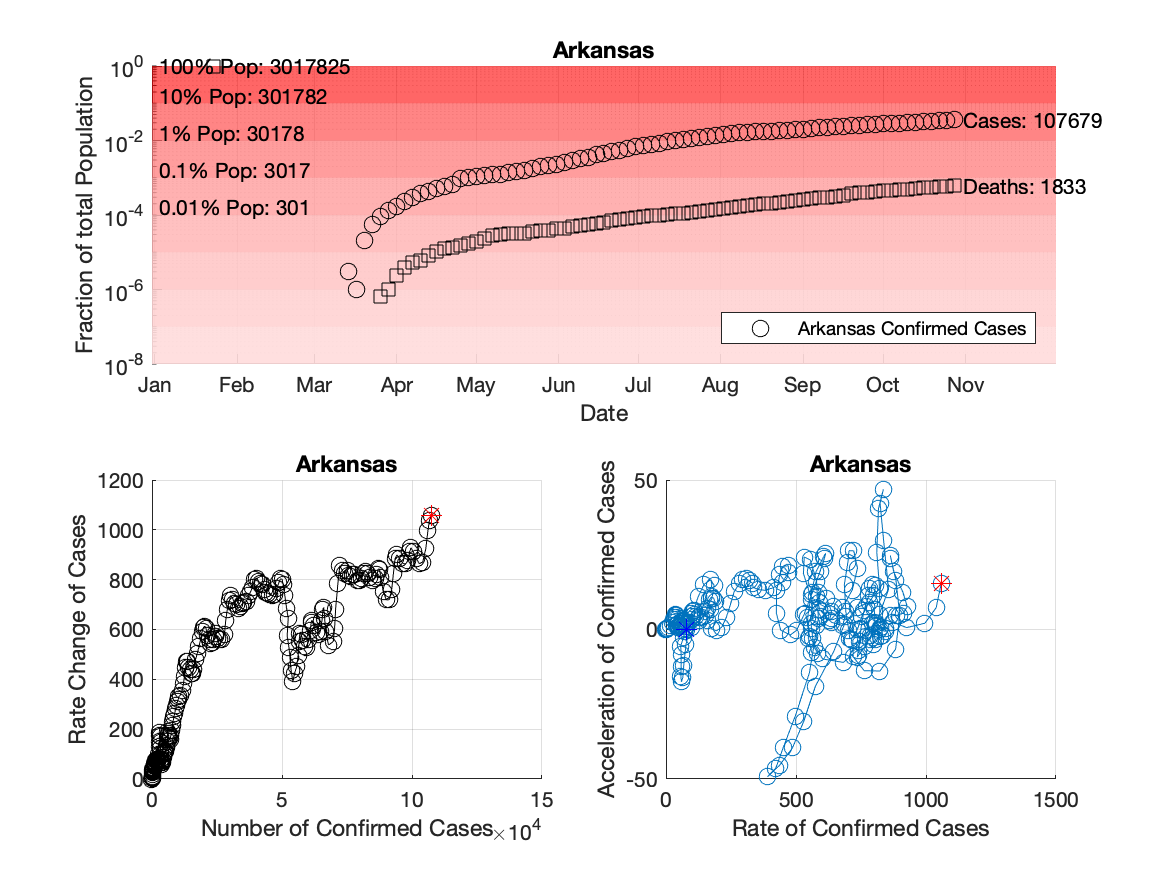 Arkansas
10^0
10^-2
10^-4
10^-6
10^-8
Fraction of total Population
100% Pop: 3017825
10% Pop: 301782
1% Pop: 30178
0.1% Pop: 3017
0.01% Pop: 301
Cases: 107679
Deaths: 1833
Arkansas Confirmed Cases
Jan Feb Mar Apr May Jun Jul Aug Sep Oct Nov
Date
Arkansas
1200
1000
800
600
400
200
0
Rate Change of Cases
0 5 10 15
Number of Confirmed Cases
×10^4
Arkansas
50
0
-50
Acceleration of Confirmed Cases
0 500 1000 1500
Rate of Confirmed Cases